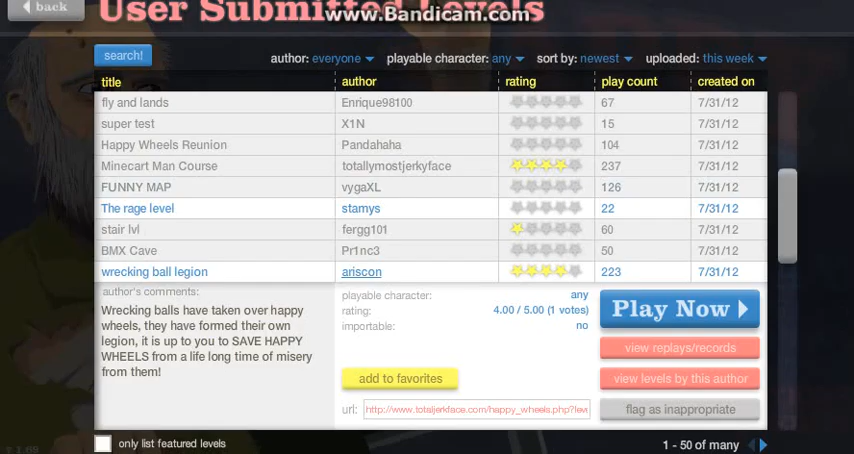 back
User Submitted Levels
www.Bandicam.com
search!
author: everyone playable character: any sort by: newest uploaded: this week
title author rating play count created on
fly and lands Enrique98100 67 7/31/12
super test X1N 15 7/31/12
Happy Wheels Reunion Pandahaha 104 7/31/12
Minecart Man Course totallymostjerkyface 237 7/31/12
FUNNY MAP vygaXL 126 7/31/12
The rage level stamys 22 7/31/12
stair lvl fergg101 60 7/31/12
BMX Cave Pr1nc3 50 7/31/12
wrecking ball legion ariscon 223 7/31/12
author's comments:
Wrecking balls have taken over happy
wheels, they have formed their own
legion, it is up to you to SAVE HAPPY
WHEELS from a life long time of misery
from them!
playable character: any
rating: 4.00 / 5.00 (1 votes)
importable: no
add to favorites
url: http://www.totaljerkface.com/happy_wheels.php?leve
Play Now
view replays/records
view levels by this author
flag as inappropriate
only list featured levels
1 - 50 of many